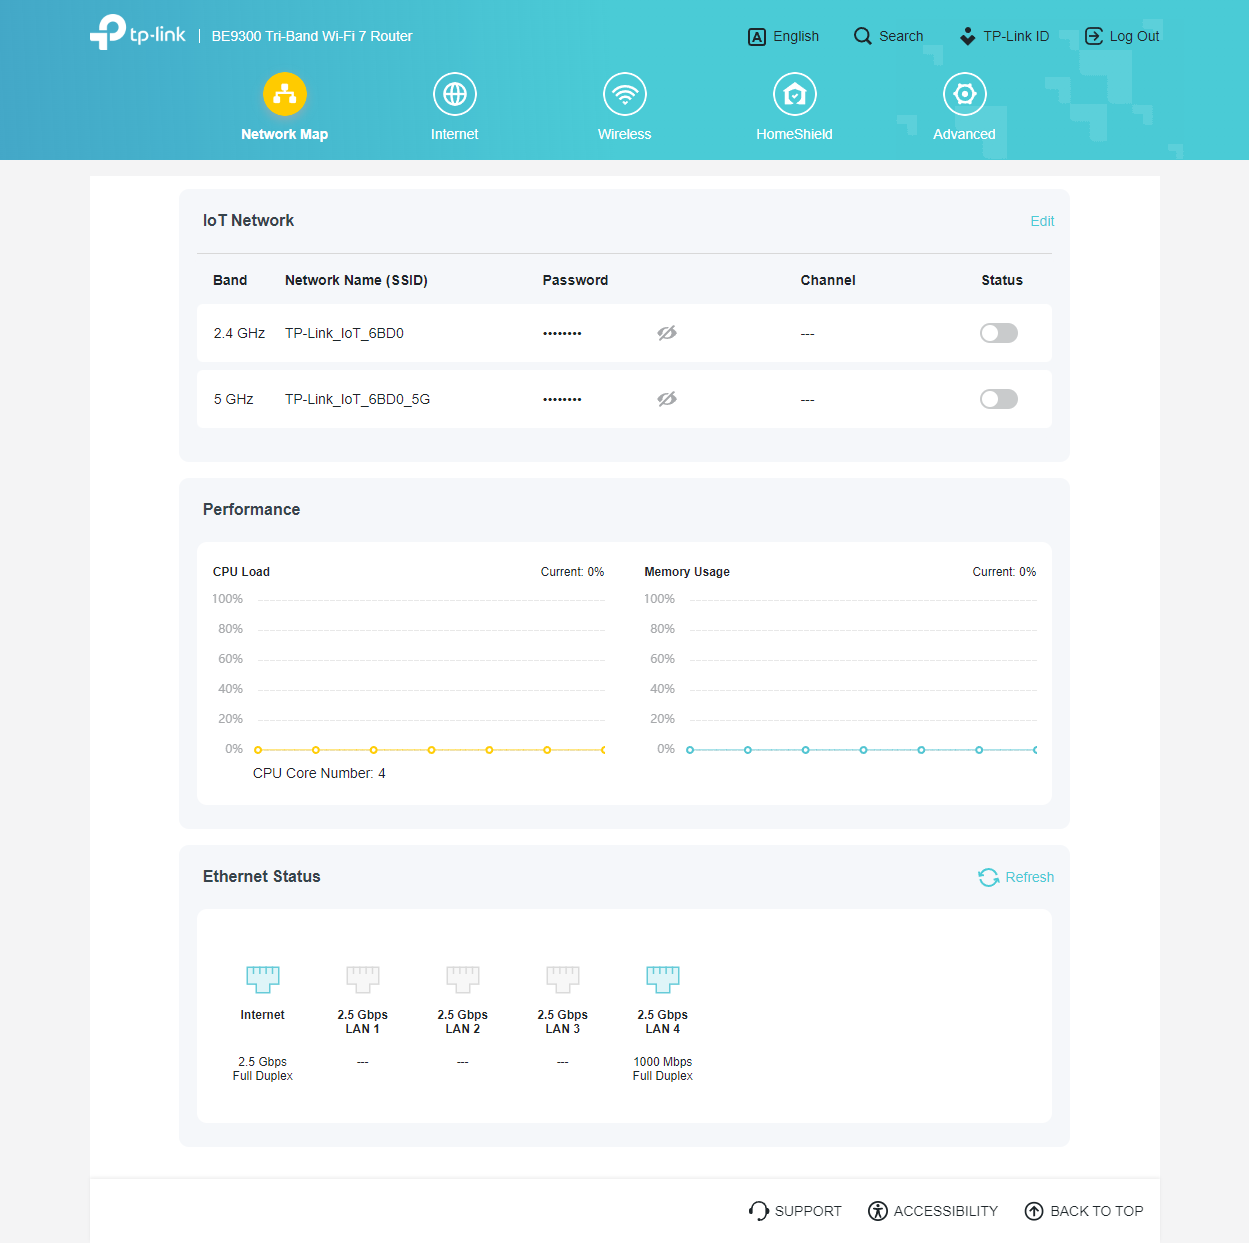 tp-link | BE9300 Tri-Band Wi-Fi 7 Router
A English Search TP-Link ID Log Out
Network Map Internet Wireless HomeShield Advanced
IoT Network Edit
Band Network Name (SSID) Password Channel Status
2.4 GHz TP-Link_IoT_6BD0 •••••••• ---
5 GHz TP-Link_IoT_6BD0_5G •••••••• ---
Performance
CPU Load Current: 0%
100%
80%
60%
40%
20%
0%
CPU Core Number: 4
Memory Usage Current: 0%
100%
80%
60%
40%
20%
0%
Ethernet Status Refresh
Internet
2.5 Gbps
Full Duplex
2.5 Gbps
LAN 1
---
2.5 Gbps
LAN 2
---
2.5 Gbps
LAN 3
---
2.5 Gbps
LAN 4
1000 Mbps
Full Duplex
SUPPORT ACCESSIBILITY BACK TO TOP